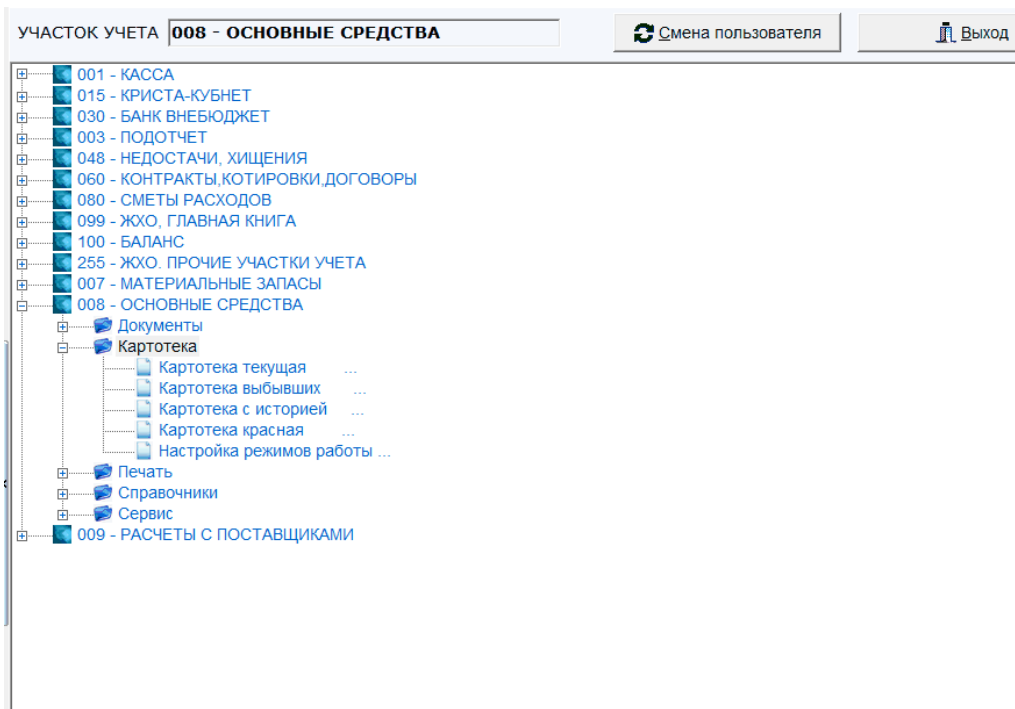 УЧАСТОК УЧЕТА 008 - ОСНОВНЫЕ СРЕДСТВА Смена пользователя Выход
001 - КАССА
015 - КРИСТА-КУБНЕТ
030 - БАНК ВНЕБЮДЖЕТ
003 - ПОДОТЧЕТ
048 - НЕДОСТАЧИ, ХИЩЕНИЯ
060 - КОНТРАКТЫ,КОТИРОВКИ,ДОГОВОРЫ
080 - СМЕТЫ РАСХОДОВ
099 - ЖХО, ГЛАВНАЯ КНИГА
100 - БАЛАНС
255 - ЖХО. ПРОЧИЕ УЧАСТКИ УЧЕТА
007 - МАТЕРИАЛЬНЫЕ ЗАПАСЫ
008 - ОСНОВНЫЕ СРЕДСТВА
Документы
Картотека
Картотека текущая ...
Картотека выбывших ...
Картотека с историей ...
Картотека красная ...
Настройка режимов работы ...
Печать
Справочники
Сервис
009 - РАСЧЕТЫ С ПОСТАВЩИКАМИ